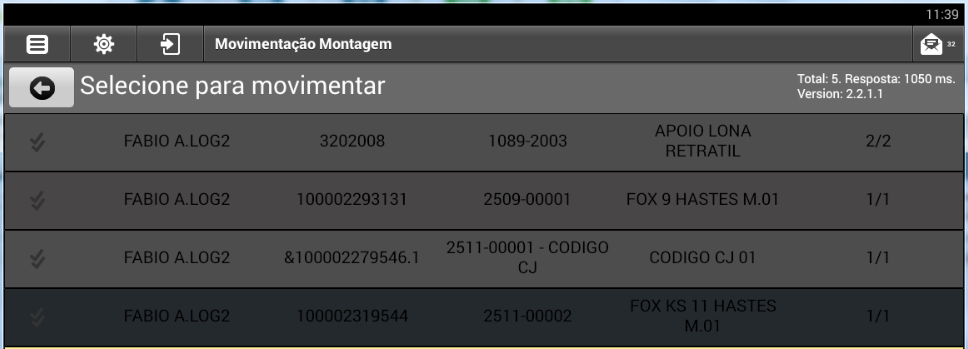 11:39
Movimentação Montagem
32
Selecione para movimentar
Total: 5. Resposta: 1050 ms.
Version: 2.2.1.1
FABIO A.LOG2 3202008 1089-2003 APOIO LONA RETRATIL 2/2
FABIO A.LOG2 100002293131 2509-00001 FOX 9 HASTES M.01 1/1
FABIO A.LOG2 &100002279546.1 2511-00001 - CODIGO CJ CODIGO CJ 01 1/1
FABIO A.LOG2 100002319544 2511-00002 FOX KS 11 HASTES M.01 1/1